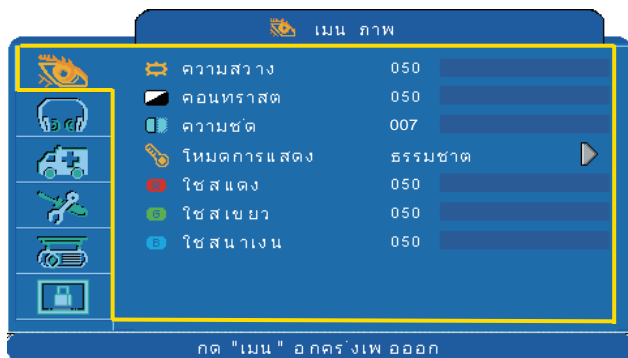 เมน ภาพ
ความสวาง 050
คอนทราสต 050
ความช่ด 007
โหมดการแสดง ธรรมชาต
R ใชสแดง 050
G ใชสเขยว 050
B ใชสนาเงน 050
กด "เมน" อกคร่งเพ อออก